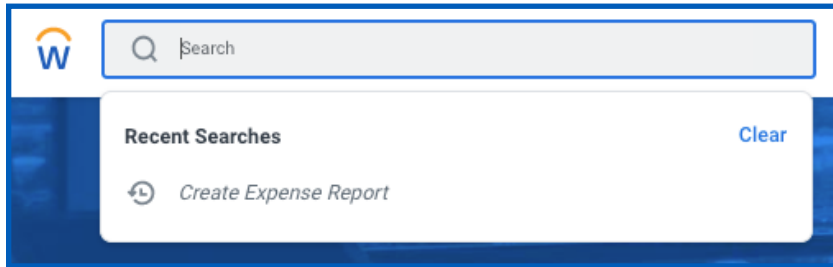 W
Search
Recent Searches
Clear
Create Expense Report